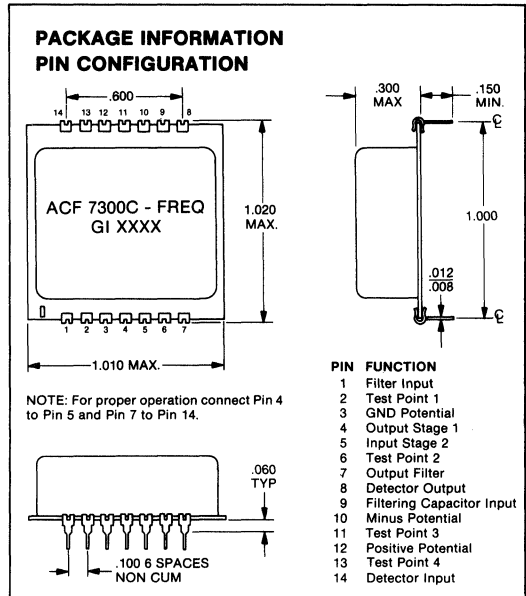 PACKAGE INFORMATION
PIN CONFIGURATION
.600
14 13 12 11 10 9 8
ACF 7300C - FREQ
GI XXXX
1.020
MAX.
1 2 3 4 5 6 7
1.010 MAX.
.300
MAX
.150
MIN.
℄
1.000
.012
.008
℄
NOTE: For proper operation connect Pin 4
to Pin 5 and Pin 7 to Pin 14.
.060
TYP
.100 6 SPACES
NON CUM
PIN FUNCTION
1 Filter Input
2 Test Point 1
3 GND Potential
4 Output Stage 1
5 Input Stage 2
6 Test Point 2
7 Output Filter
8 Detector Output
9 Filtering Capacitor Input
10 Minus Potential
11 Test Point 3
12 Positive Potential
13 Test Point 4
14 Detector Input